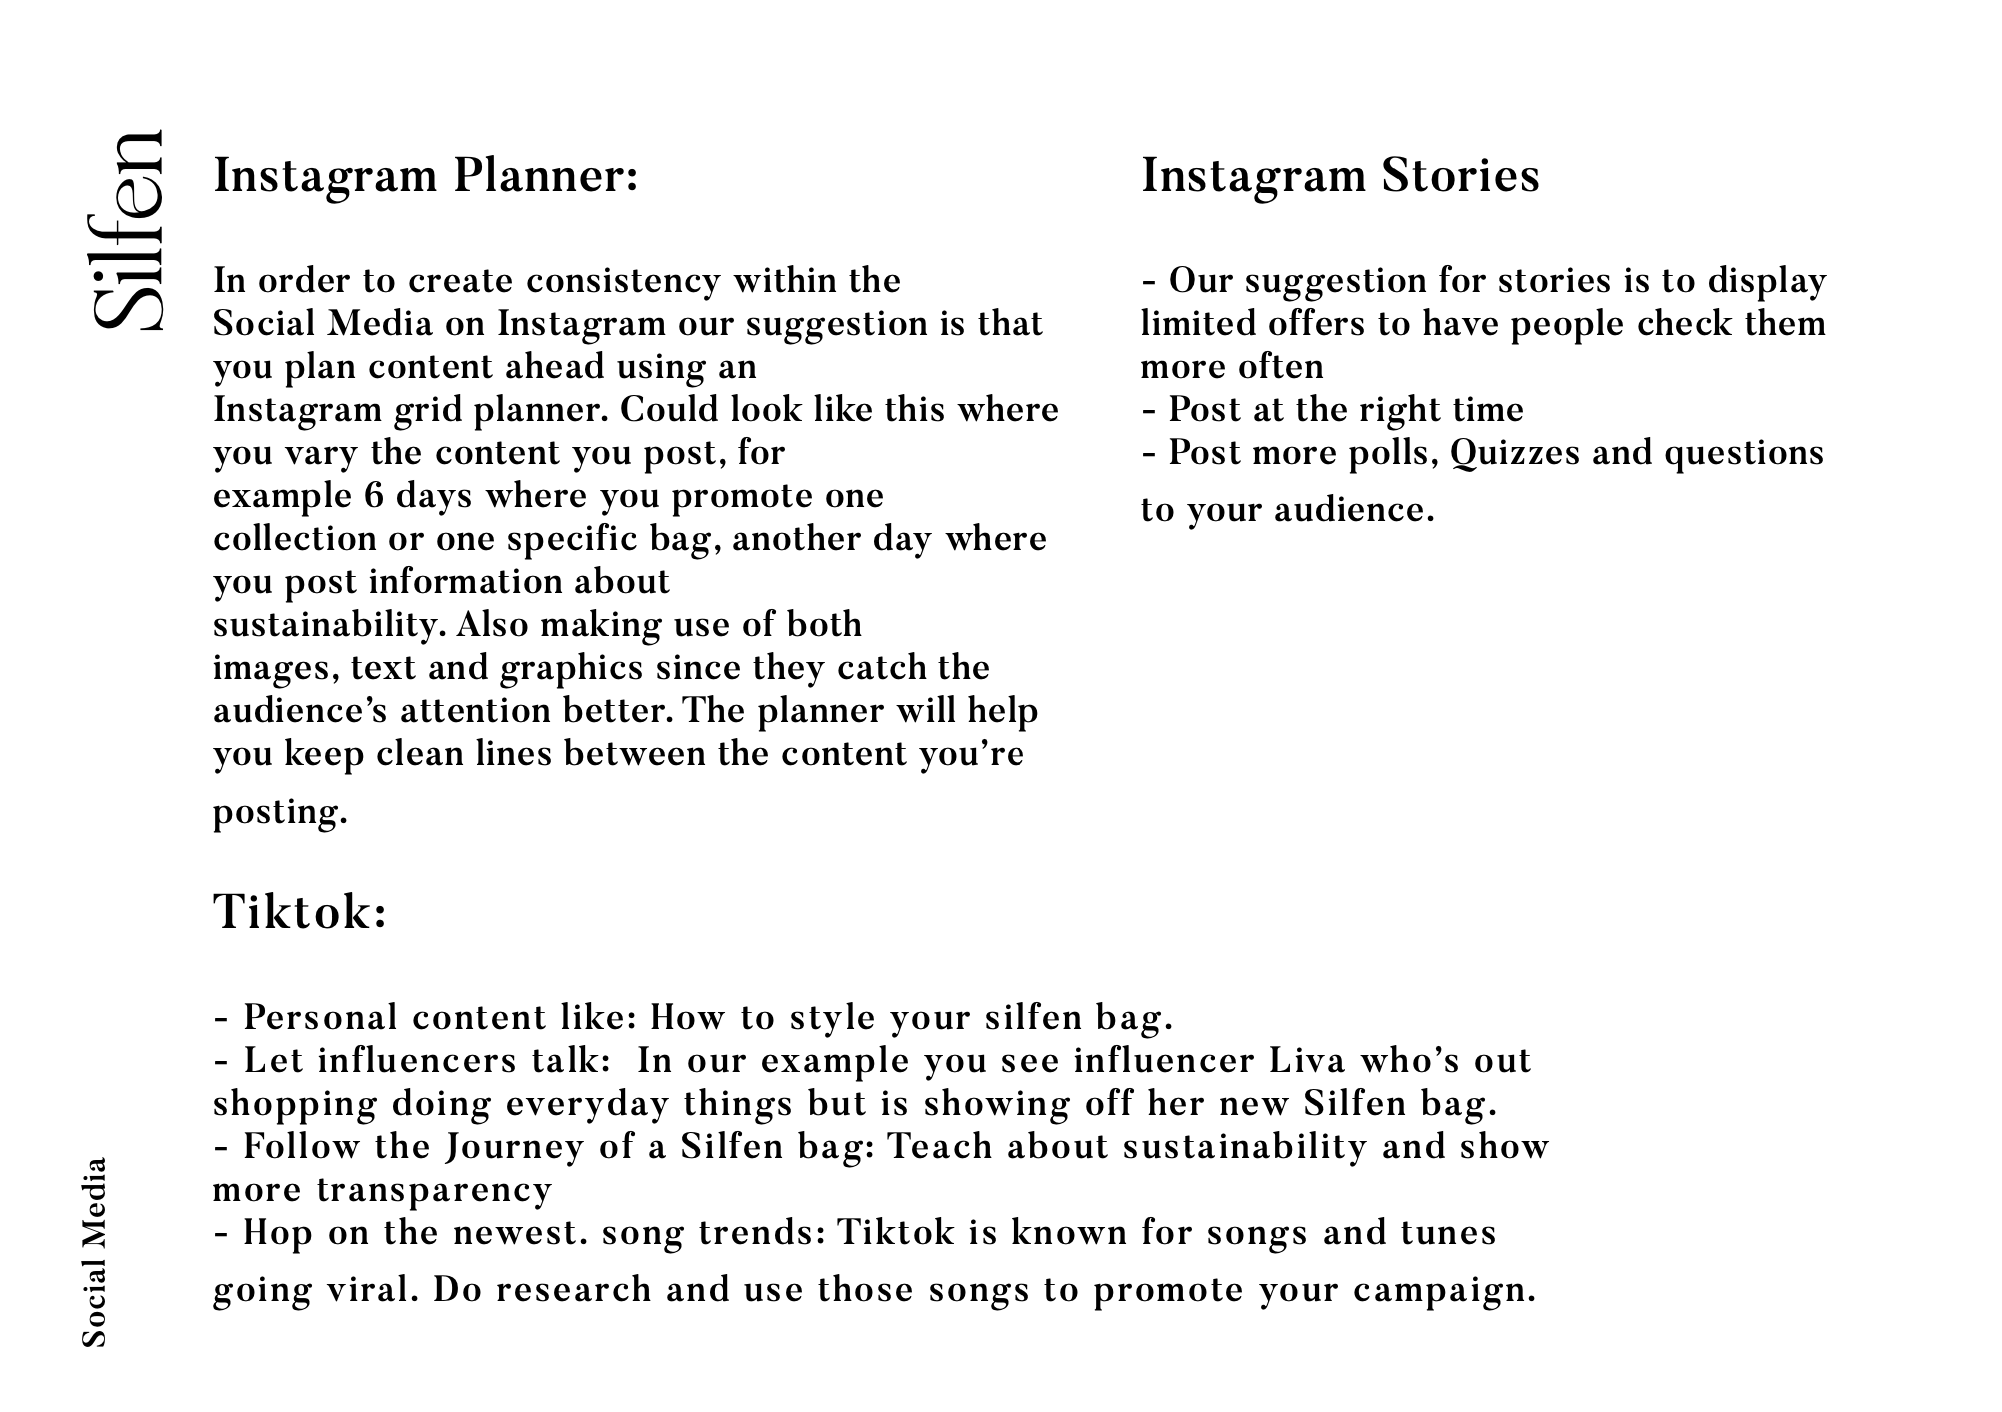 Silfen
Instagram Planner:
In order to create consistency within the
Social Media on Instagram our suggestion is that
you plan content ahead using an
Instagram grid planner. Could look like this where
you vary the content you post, for
example 6 days where you promote one
collection or one specific bag, another day where
you post information about
sustainability. Also making use of both
images, text and graphics since they catch the
audience’s attention better. The planner will help
you keep clean lines between the content you’re
posting.
Instagram Stories
- Our suggestion for stories is to display
limited offers to have people check them
more often
- Post at the right time
- Post more polls, Quizzes and questions
to your audience.
Tiktok:
- Personal content like: How to style your silfen bag.
- Let influencers talk:  In our example you see influencer Liva who’s out
shopping doing everyday things but is showing off her new Silfen bag.
- Follow the Journey of a Silfen bag: Teach about sustainability and show
more transparency
- Hop on the newest. song trends: Tiktok is known for songs and tunes
going viral. Do research and use those songs to promote your campaign.
Social Media